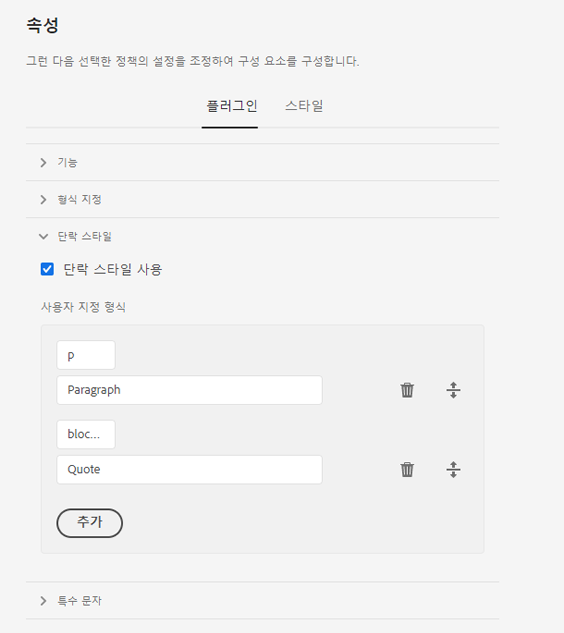 속성
그런 다음 선택한 정책의 설정을 조정하여 구성 요소를 구성합니다.
플러그인 스타일
기능
형식 지정
단락 스타일
단락 스타일 사용
사용자 지정 형식
p
Paragraph
bloc...
Quote
추가
특수 문자